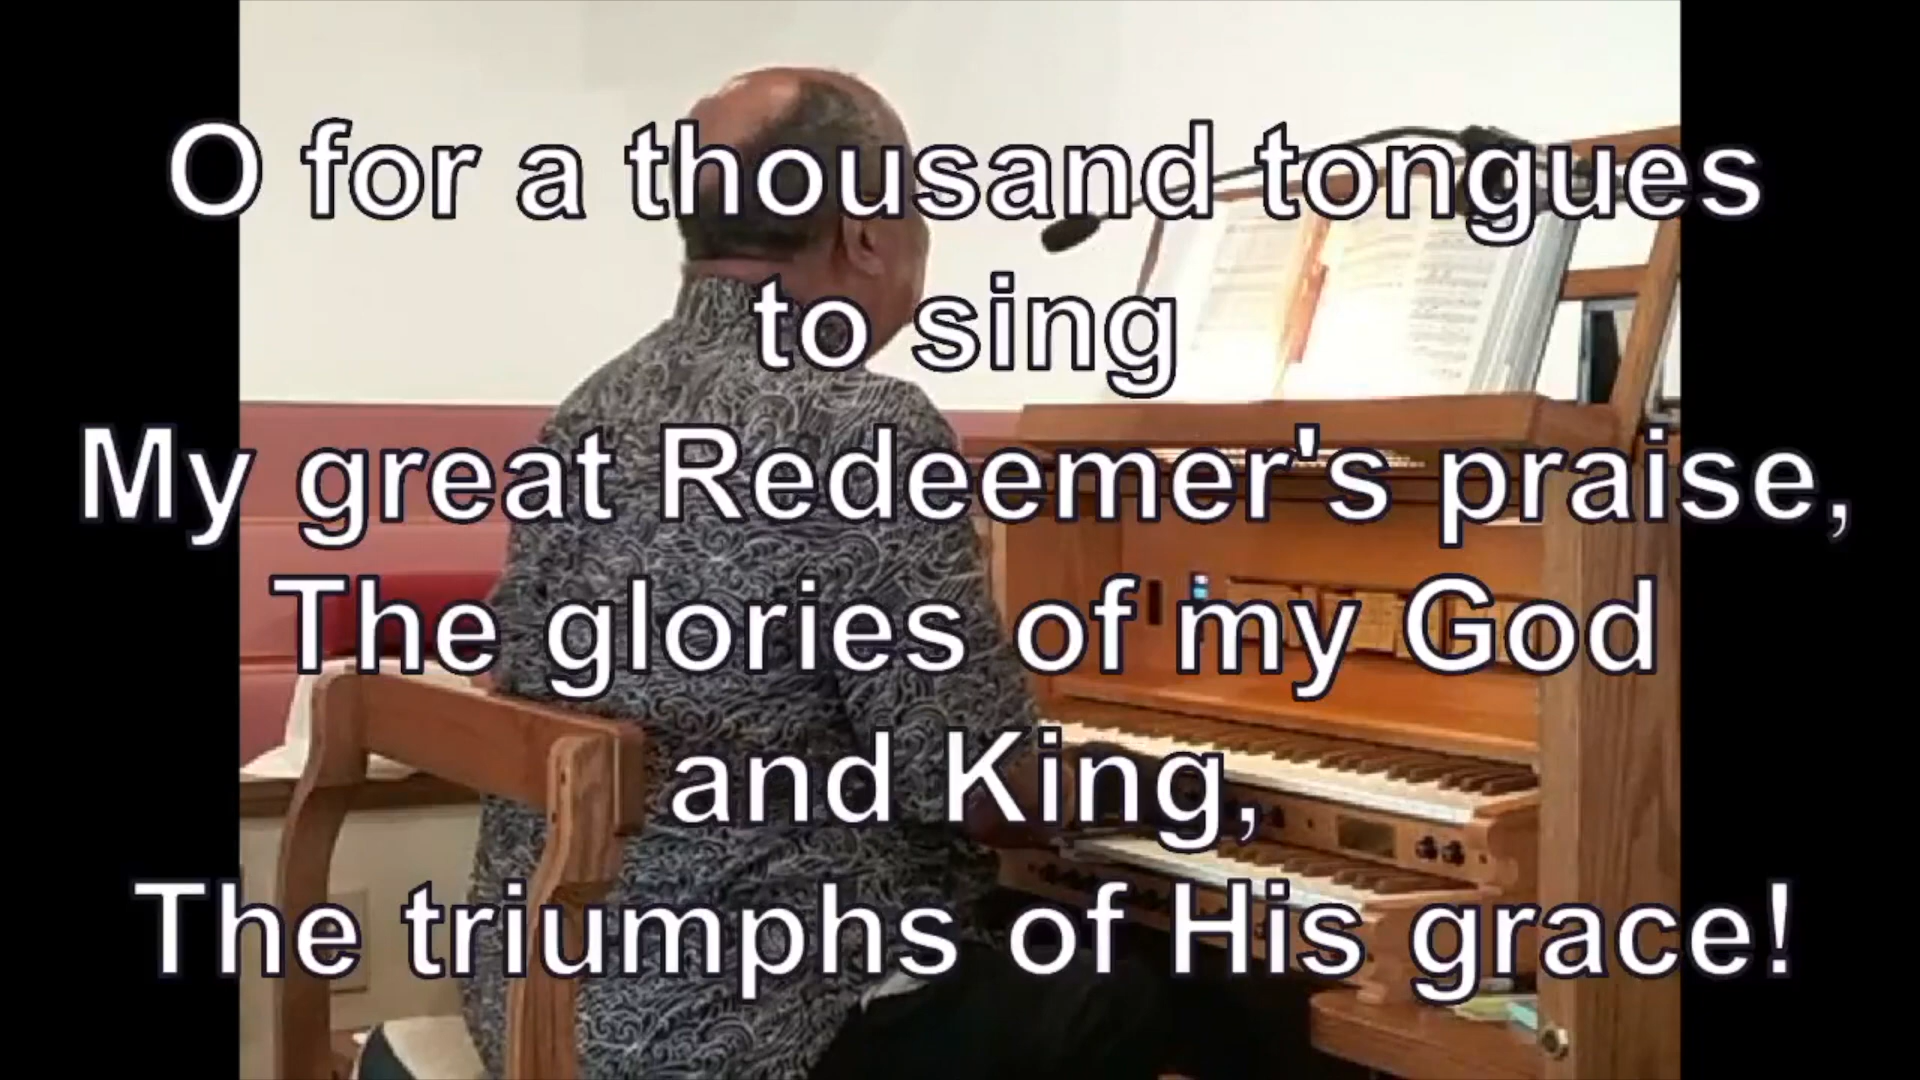 O for a thousand tongues
to sing
My great Redeemer's praise,
The glories of my God
and King,
The triumphs of His grace!